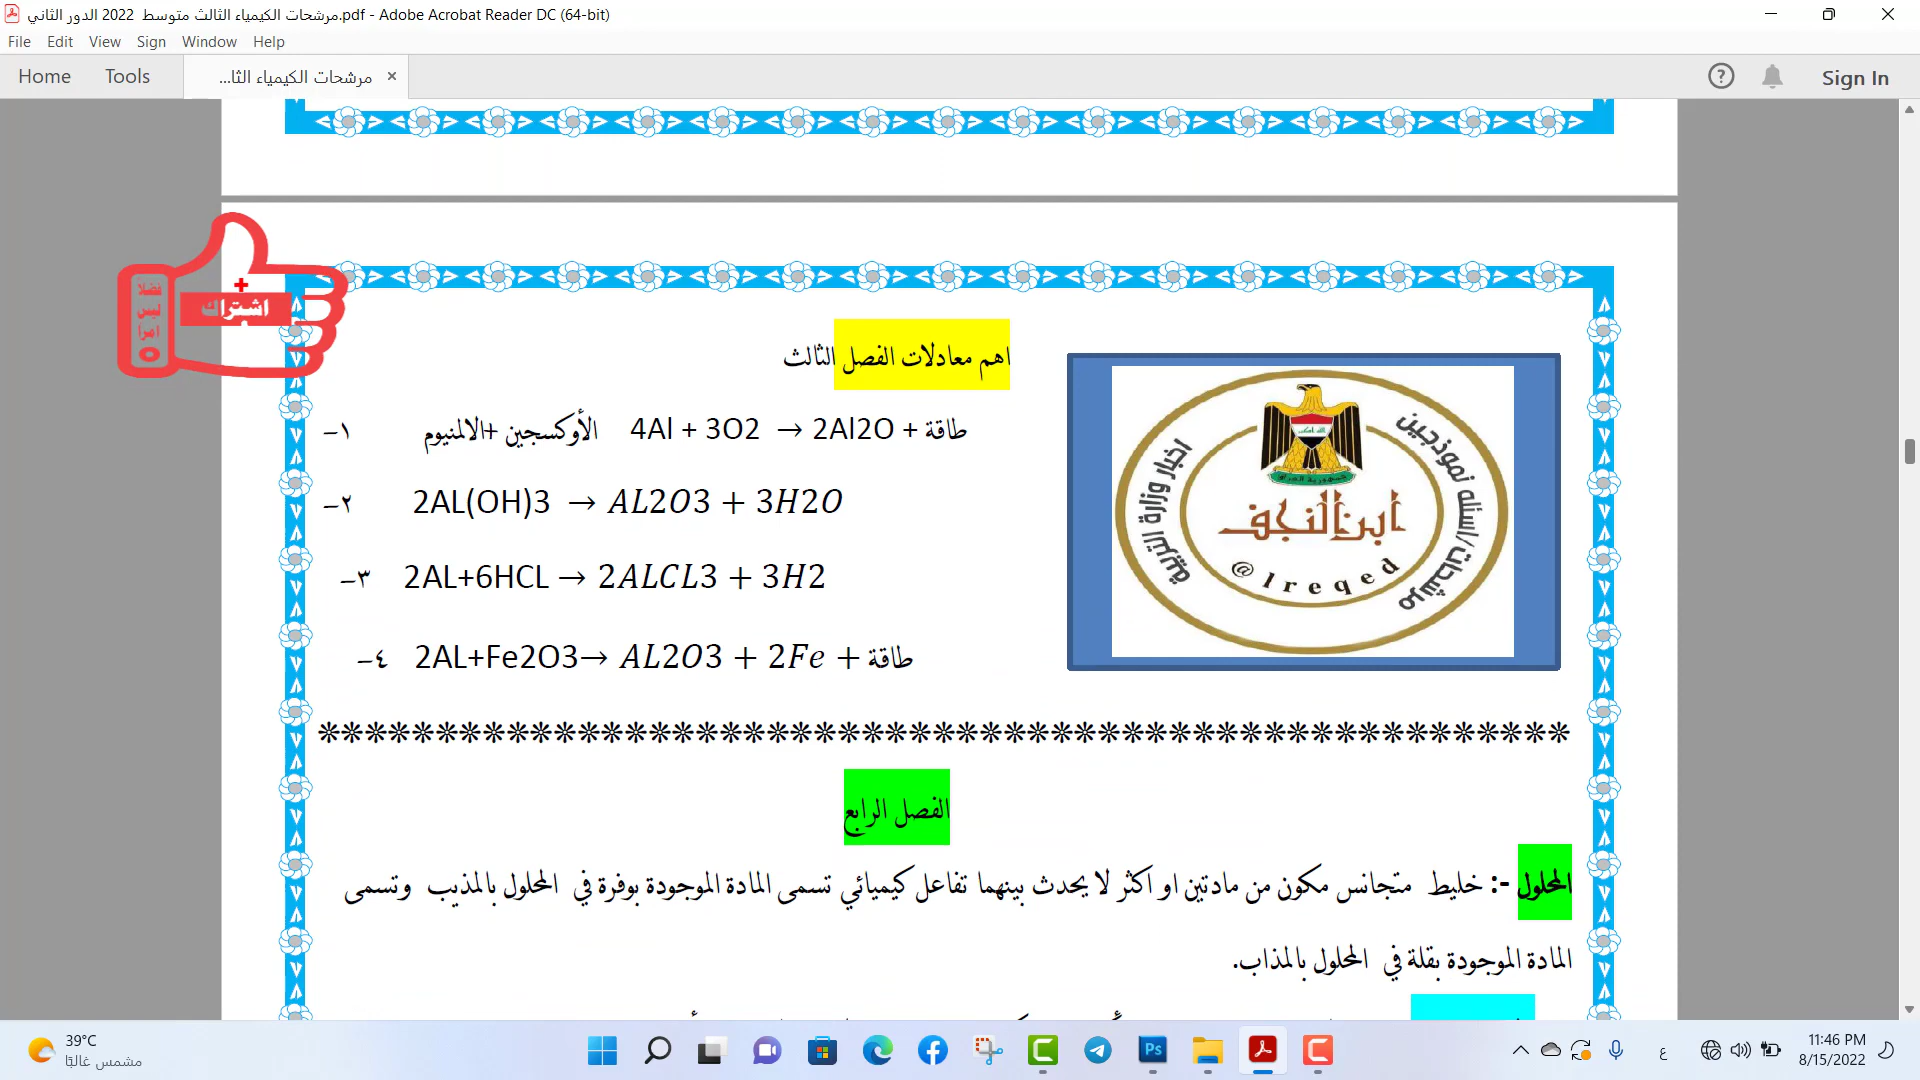 مرشحات الكيمياء الثالث متوسط 2022 الدور الثاني.pdf - Adobe Acrobat Reader DC (64-bit)
File Edit View Sign Window Help
Home Tools مرشحات الكيمياء الثا... × ? Sign In
+
اشتراك
اهم معادلات الفصل الثالث
١- الأوكسجين +الالمنيوم 4Al + 3O2 → 2Al2O + طاقة
٢- 2AL(OH)3 → AL2O3 + 3H2O
٣- 2AL+6HCL → 2ALCL3 + 3H2
٤- 2AL+Fe2O3→ AL2O3 + 2Fe + طاقة
اخبار وزارة التربية
مرشحات/اسئله نموذجين
جمهورية العراق
ابن النجف
@Ireqed
❊❊❊❊❊❊❊❊❊❊❊❊❊❊❊❊❊❊❊❊❊❊❊❊❊❊❊❊❊❊❊❊❊❊❊❊❊❊❊❊❊❊❊❊❊❊❊❊❊❊❊❊❊
الفصل الرابع
المحلول :- خليط متجانس مكون من مادتين او اكثر لا يحدث بينهما تفاعل كيميائي تسمى المادة الموجودة بوفرة في المحلول بالمذيب وتسمى
المادة الموجودة بقلة في المحلول بالمذاب.
39°C
مشمس غالبًا
Ps
ع
11:46 PM
8/15/2022